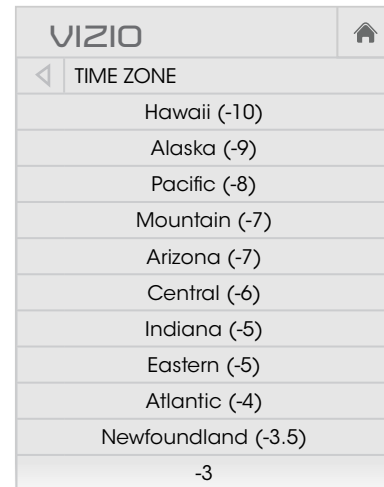 VIZIO
TIME ZONE
Hawaii (-10)
Alaska (-9)
Pacific (-8)
Mountain (-7)
Arizona (-7)
Central (-6)
Indiana (-5)
Eastern (-5)
Atlantic (-4)
Newfoundland (-3.5)
-3